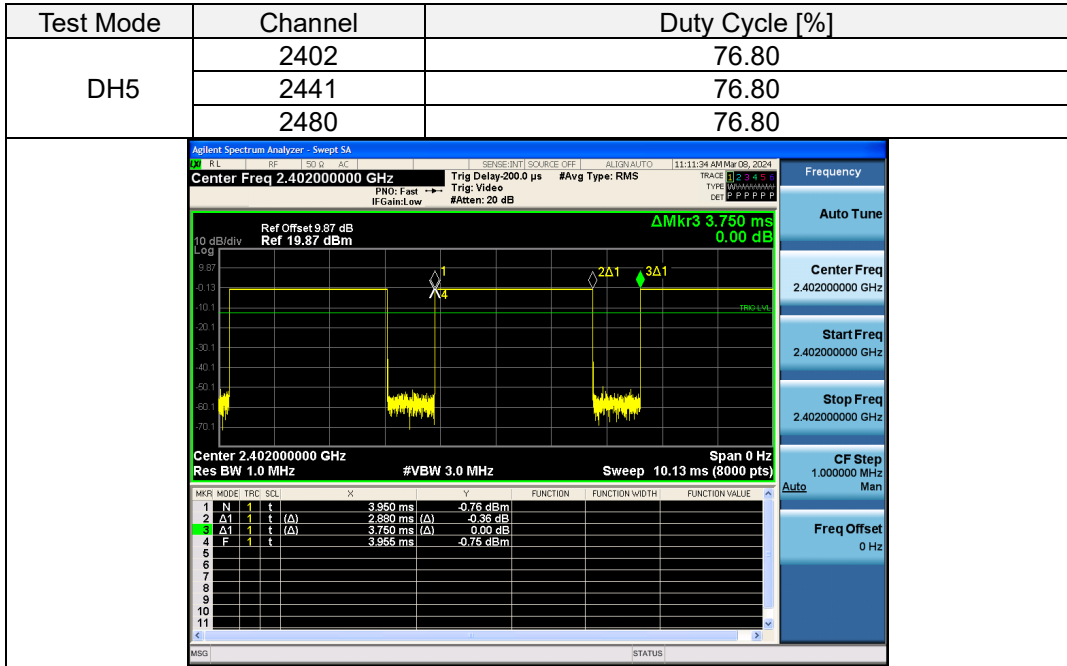 Test Mode Channel Duty Cycle [%]
DH5 2402 76.80
2441 76.80
2480 76.80
Agilent Spectrum Analyzer - Swept SA
LXI RL RF 50 Ω AC SENSE:INT SOURCE OFF ALIGN AUTO 11:11:34 AM Mar 08, 2024
Center Freq 2.402000000 GHz Trig Delay-200.0 µs #Avg Type: RMS TRACE 1 2 3 4 5 6
PNO: Fast Trig: Video TYPE
IFGain:Low #Atten: 20 dB DET P P P P P P
ΔMkr3 3.750 ms
0.00 dB
Ref Offset 9.87 dB
10 dB/div Ref 19.87 dBm
Log
9.87
-0.13
-10.1
-20.1
-30.1
-40.1
-50.1
-60.1
-70.1
1
2Δ1
3Δ1
4
TRIG LVL
Center 2.402000000 GHz Span 0 Hz
Res BW 1.0 MHz #VBW 3.0 MHz Sweep 10.13 ms (8000 pts)
MKR MODE TRC SCL X Y FUNCTION FUNCTION WIDTH FUNCTION VALUE
1 N 1 t 3.950 ms -0.76 dBm
2 Δ1 1 t (Δ) 2.880 ms (Δ) -0.36 dB
3 Δ1 1 t (Δ) 3.750 ms (Δ) 0.00 dB
4 F 1 t 3.955 ms -0.75 dBm
5
6
7
8
9
10
11
MSG STATUS
Frequency
Auto Tune
Center Freq
2.402000000 GHz
Start Freq
2.402000000 GHz
Stop Freq
2.402000000 GHz
CF Step
1.000000 MHz
Auto Man
Freq Offset
0 Hz